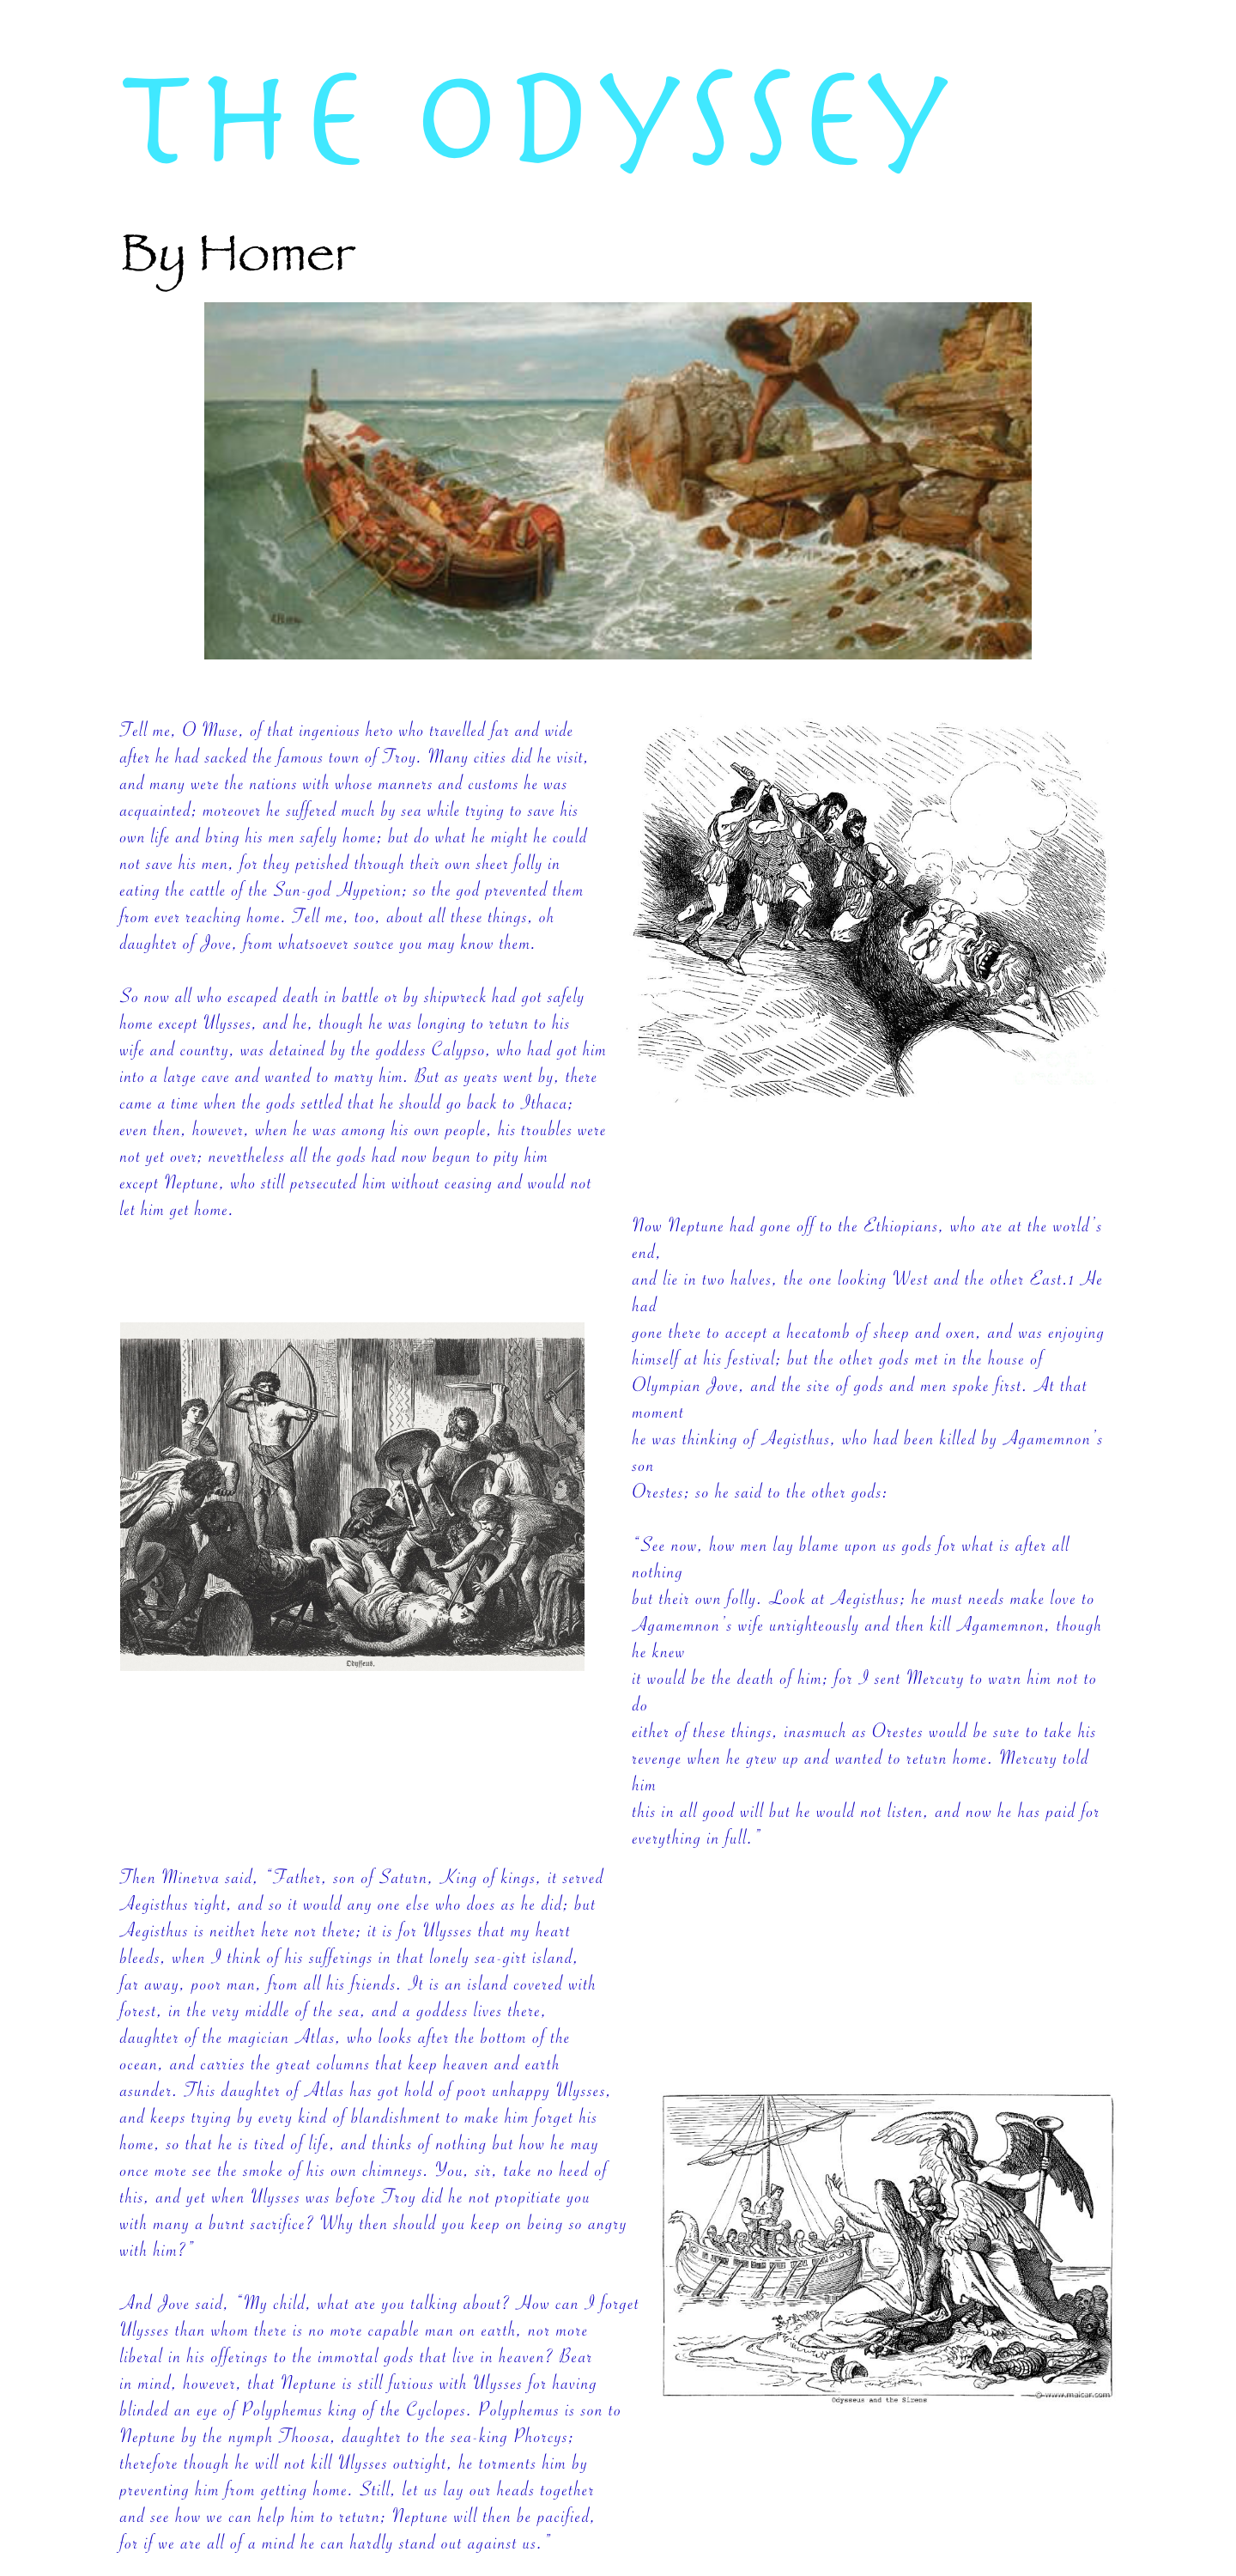 THE ODYSSEY
By Homer
Tell me, O Muse, of that ingenious hero who travelled far and wide
after he had sacked the famous town of Troy. Many cities did he visit,
and many were the nations with whose manners and customs he was
acquainted; moreover he suffered much by sea while trying to save his
own life and bring his men safely home; but do what he might he could
not save his men, for they perished through their own sheer folly in
eating the cattle of the Sun-god Hyperion; so the god prevented them
from ever reaching home. Tell me, too, about all these things, oh
daughter of Jove, from whatsoever source you may know them.
So now all who escaped death in battle or by shipwreck had got safely
home except Ulysses, and he, though he was longing to return to his
wife and country, was detained by the goddess Calypso, who had got him
into a large cave and wanted to marry him. But as years went by, there
came a time when the gods settled that he should go back to Ithaca;
even then, however, when he was among his own people, his troubles were
not yet over; nevertheless all the gods had now begun to pity him
except Neptune, who still persecuted him without ceasing and would not
let him get home.
Now Neptune had gone off to the Ethiopians, who are at the world's
end,
and lie in two halves, the one looking West and the other East.1 He
had
gone there to accept a hecatomb of sheep and oxen, and was enjoying
himself at his festival; but the other gods met in the house of
Olympian Jove, and the sire of gods and men spoke first. At that
moment
he was thinking of Aegisthus, who had been killed by Agamemnon's
son
Orestes; so he said to the other gods:
"See now, how men lay blame upon us gods for what is after all
nothing
but their own folly. Look at Aegisthus; he must needs make love to
Agamemnon's wife unrighteously and then kill Agamemnon, though
he knew
it would be the death of him; for I sent Mercury to warn him not to
do
either of these things, inasmuch as Orestes would be sure to take his
revenge when he grew up and wanted to return home. Mercury told
him
this in all good will but he would not listen, and now he has paid for
everything in full."
Odysseus.
Then Minerva said, "Father, son of Saturn, King of kings, it served
Aegisthus right, and so it would any one else who does as he did; but
Aegisthus is neither here nor there; it is for Ulysses that my heart
bleeds, when I think of his sufferings in that lonely sea-girt island,
far away, poor man, from all his friends. It is an island covered with
forest, in the very middle of the sea, and a goddess lives there,
daughter of the magician Atlas, who looks after the bottom of the
ocean, and carries the great columns that keep heaven and earth
asunder. This daughter of Atlas has got hold of poor unhappy Ulysses,
and keeps trying by every kind of blandishment to make him forget his
home, so that he is tired of life, and thinks of nothing but how he may
once more see the smoke of his own chimneys. You, sir, take no heed of
this, and yet when Ulysses was before Troy did he not propitiate you
with many a burnt sacrifice? Why then should you keep on being so angry
with him?"
And Jove said, "My child, what are you talking about? How can I forget
Ulysses than whom there is no more capable man on earth, nor more
liberal in his offerings to the immortal gods that live in heaven? Bear
in mind, however, that Neptune is still furious with Ulysses for having
blinded an eye of Polyphemus king of the Cyclopes. Polyphemus is son to
Neptune by the nymph Thoosa, daughter to the sea-king Phorcys;
therefore though he will not kill Ulysses outright, he torments him by
preventing him from getting home. Still, let us lay our heads together
and see how we can help him to return; Neptune will then be pacified,
for if we are all of a mind he can hardly stand out against us."
© www.maicar.com
Odysseus and the Sirens